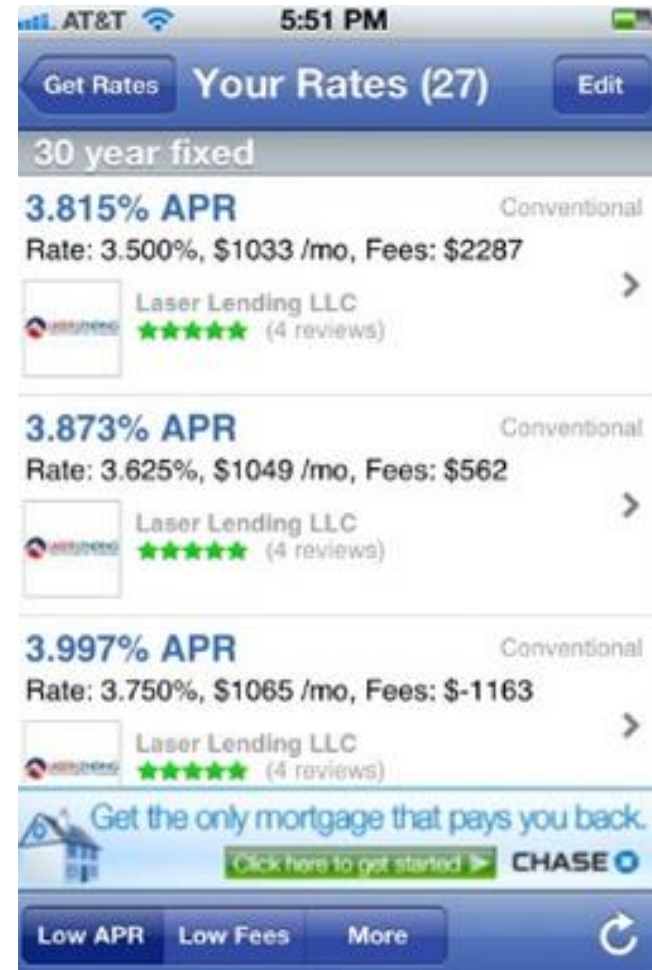 AT&T 5:51 PM
Get Rates Your Rates (27) Edit
30 year fixed
3.815% APR Conventional
Rate: 3.500%, $1033 /mo, Fees: $2287
Laser Lending LLC
(4 reviews)
3.873% APR Conventional
Rate: 3.625%, $1049 /mo, Fees: $562
Laser Lending LLC
(4 reviews)
3.997% APR Conventional
Rate: 3.750%, $1065 /mo, Fees: $-1163
Laser Lending LLC
(4 reviews)
Get the only mortgage that pays you back.
Click here to get started CHASE
Low APR Low Fees More